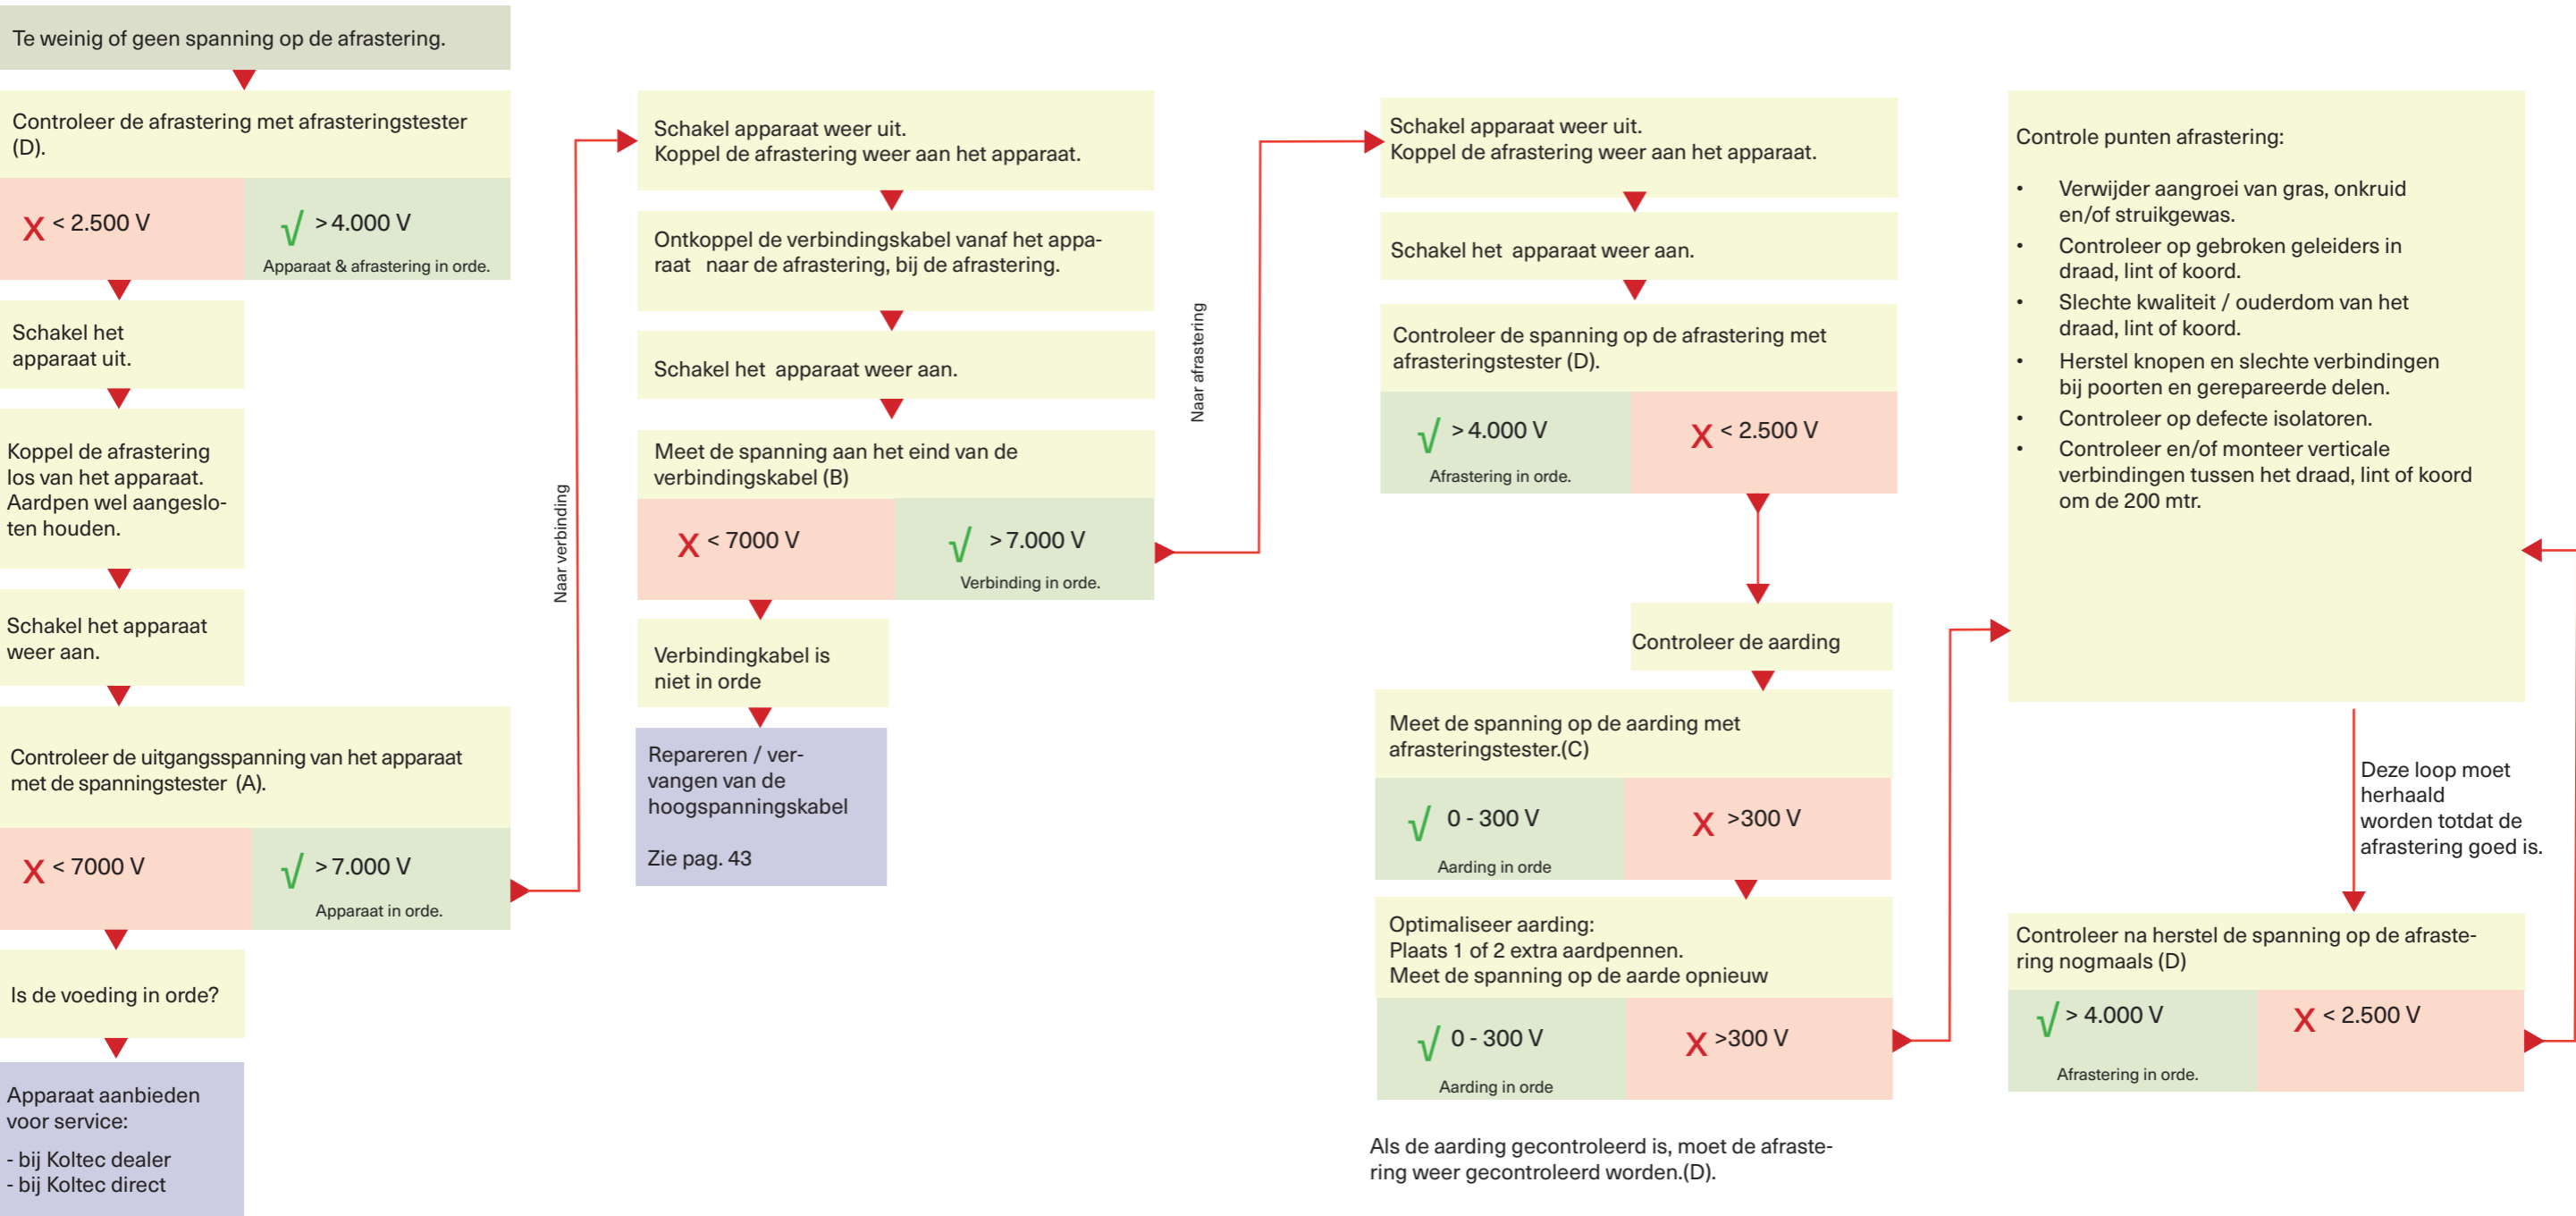 Te weinig of geen spanning op de afrastering.
Controleer de afrastering met afrasteringstester
(D).
X < 2.500 V
√ > 4.000 V
Apparaat & afrastering in orde.
Schakel het
apparaat uit.
Koppel de afrastering
los van het apparaat.
Aardpen wel aangeslo-
ten houden.
Schakel het apparaat
weer aan.
Controleer de uitgangsspanning van het apparaat
met de spanningstester (A).
X < 7000 V
√ > 7.000 V
Apparaat in orde.
Is de voeding in orde?
Apparaat aanbieden
voor service:
- bij Koltec dealer
- bij Koltec direct
Naar verbinding
Schakel apparaat weer uit.
Koppel de afrastering weer aan het apparaat.
Ontkoppel de verbindingskabel vanaf het appa-
raat naar de afrastering, bij de afrastering.
Schakel het apparaat weer aan.
Meet de spanning aan het eind van de
verbindingskabel (B)
X < 7000 V
√ > 7.000 V
Verbinding in orde.
Verbindingkabel is
niet in orde
Repareren / ver-
vangen van de
hoogspanningskabel
Zie pag. 43
Naar afrastering
Schakel apparaat weer uit.
Koppel de afrastering weer aan het apparaat.
Schakel het apparaat weer aan.
Controleer de spanning op de afrastering met
afrasteringstester (D).
√ > 4.000 V
Afrastering in orde.
X < 2.500 V
Controleer de aarding
Meet de spanning op de aarding met
afrasteringstester.(C)
√ 0 - 300 V
Aarding in orde
X >300 V
Optimaliseer aarding:
Plaats 1 of 2 extra aardpennen.
Meet de spanning op de aarde opnieuw
√ 0 - 300 V
Aarding in orde
X >300 V
Als de aarding gecontroleerd is, moet de afraste-
ring weer gecontroleerd worden.(D).
Controle punten afrastering:
• Verwijder aangroei van gras, onkruid
en/of struikgewas.
• Controleer op gebroken geleiders in
draad, lint of koord.
• Slechte kwaliteit / ouderdom van het
draad, lint of koord.
• Herstel knopen en slechte verbindingen
bij poorten en gerepareerde delen.
• Controleer op defecte isolatoren.
• Controleer en/of monteer verticale
verbindingen tussen het draad, lint of koord
om de 200 mtr.
Deze loop moet
herhaald
worden totdat de
afrastering goed is.
Controleer na herstel de spanning op de afraste-
ring nogmaals (D)
√ > 4.000 V
Afrastering in orde.
X < 2.500 V